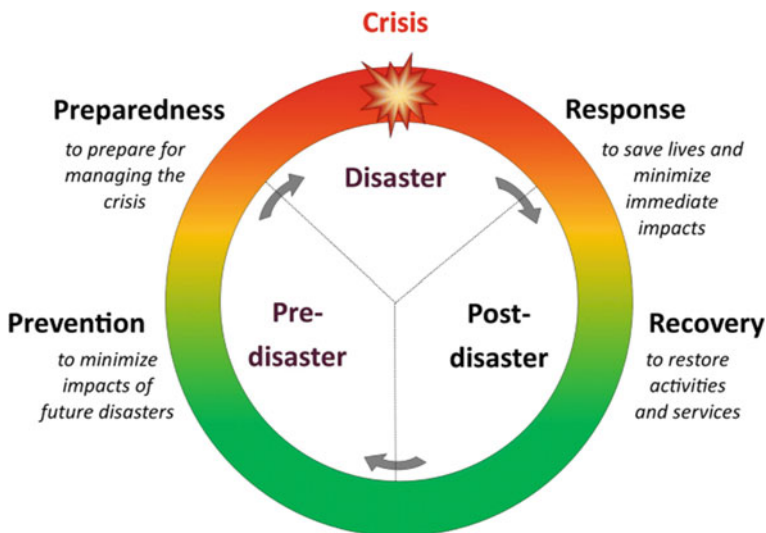 Crisis
Preparedness
to prepare for
managing the
crisis
Response
to save lives and
minimize
immediate
impacts
Disaster
Prevention
to minimize
impacts of
future disasters
Pre-
disaster
Post-
disaster
Recovery
to restore
activities
and services